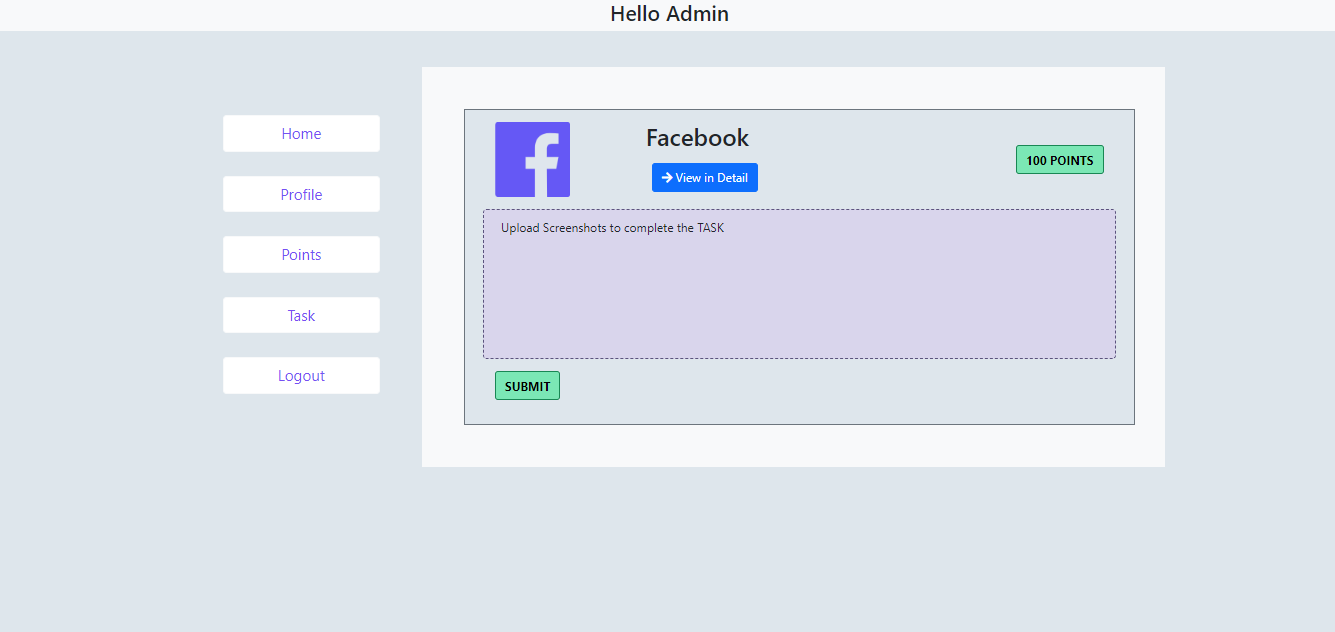 Hello Admin
Home
Profile
Points
Task
Logout
Facebook
View in Detail
100 POINTS
Upload Screenshots to complete the TASK
SUBMIT